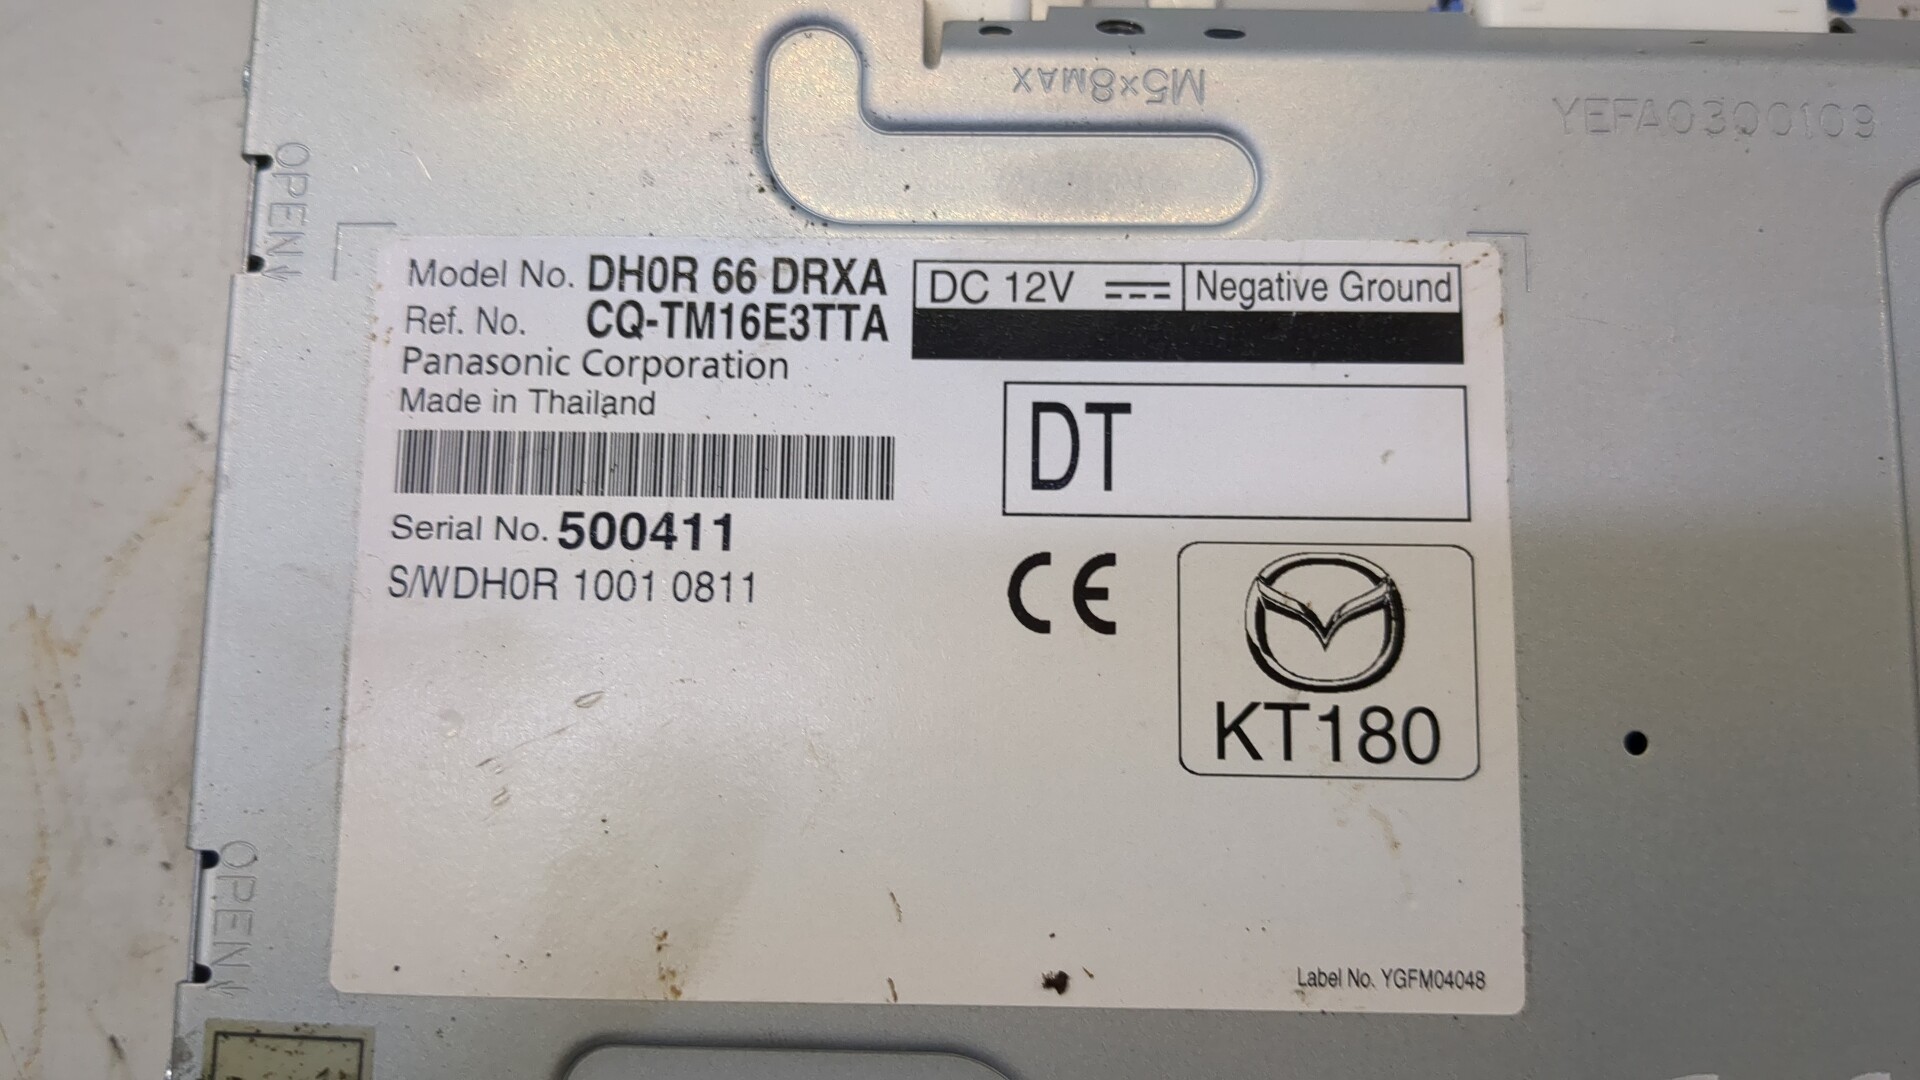 M5×8MAX
YEFA0300109
OPEN
Model No. DH0R 66 DRXA
Ref. No. CQ-TM16E3TTA
Panasonic Corporation
Made in Thailand
DC 12V
Negative Ground
DT
Serial No. 500411
S/WDH0R 1001 0811
CE
KT180
OPEN
Label No. YGFM04048